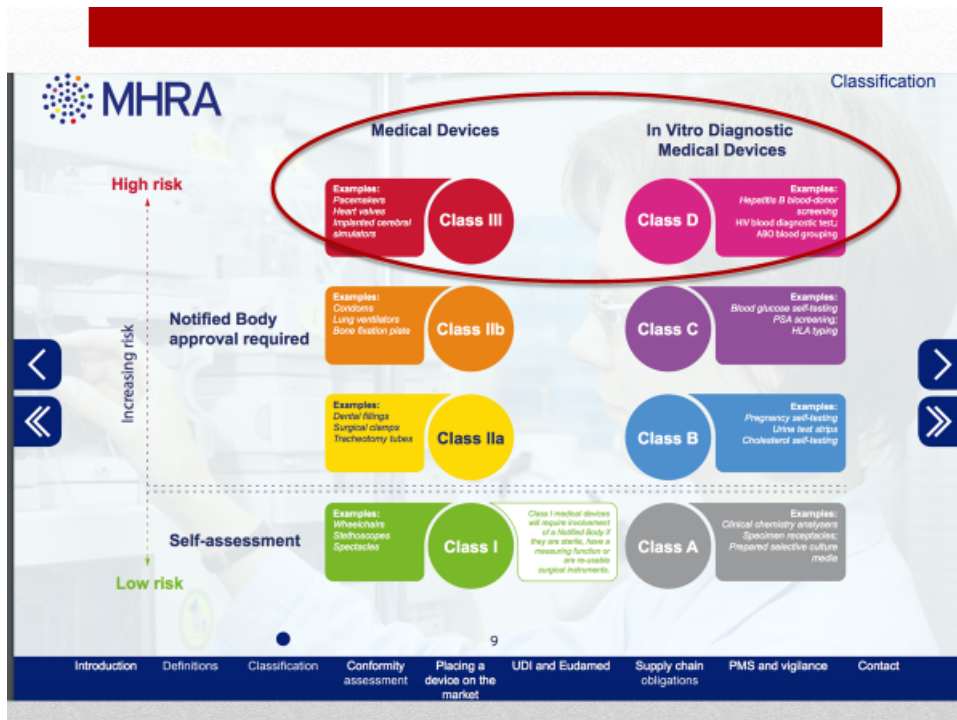 MHRA
Classification
Medical Devices
In Vitro Diagnostic
Medical Devices
High risk
Examples:
Pacemakers
Heart valves
Implanted cerebral
simulators
Class III
Class D
Examples:
Hepatitis B blood-donor
screening
HIV blood diagnostic test,;
ABO blood grouping
Increasing risk
Notified Body
approval required
Examples:
Condoms
Lung ventilators
Bone fixation plate
Class IIb
Class C
Examples:
Blood glucose self-testing
PSA screening;
HLA typing
Examples:
Dental fillings
Surgical clamps
Tracheotomy tubes
Class IIa
Class B
Examples:
Pregnancy self-testing
Urine test strips
Cholesterol self-testing
Self-assessment
Examples:
Wheelchairs
Stethoscopes
Spectacles
Class I
Class I medical devices
will require involvement
of a Notified Body if
they are sterile, have a
measuring function or
are re-usable
surgical instruments.
Class A
Examples:
Clinical chemistry analysers
Specimen receptacles;
Prepared selective culture
media
Low risk
9
Introduction
Definitions
Classification
Conformity
assessment
Placing a
device on the
market
UDI and Eudamed
Supply chain
obligations
PMS and vigilance
Contact